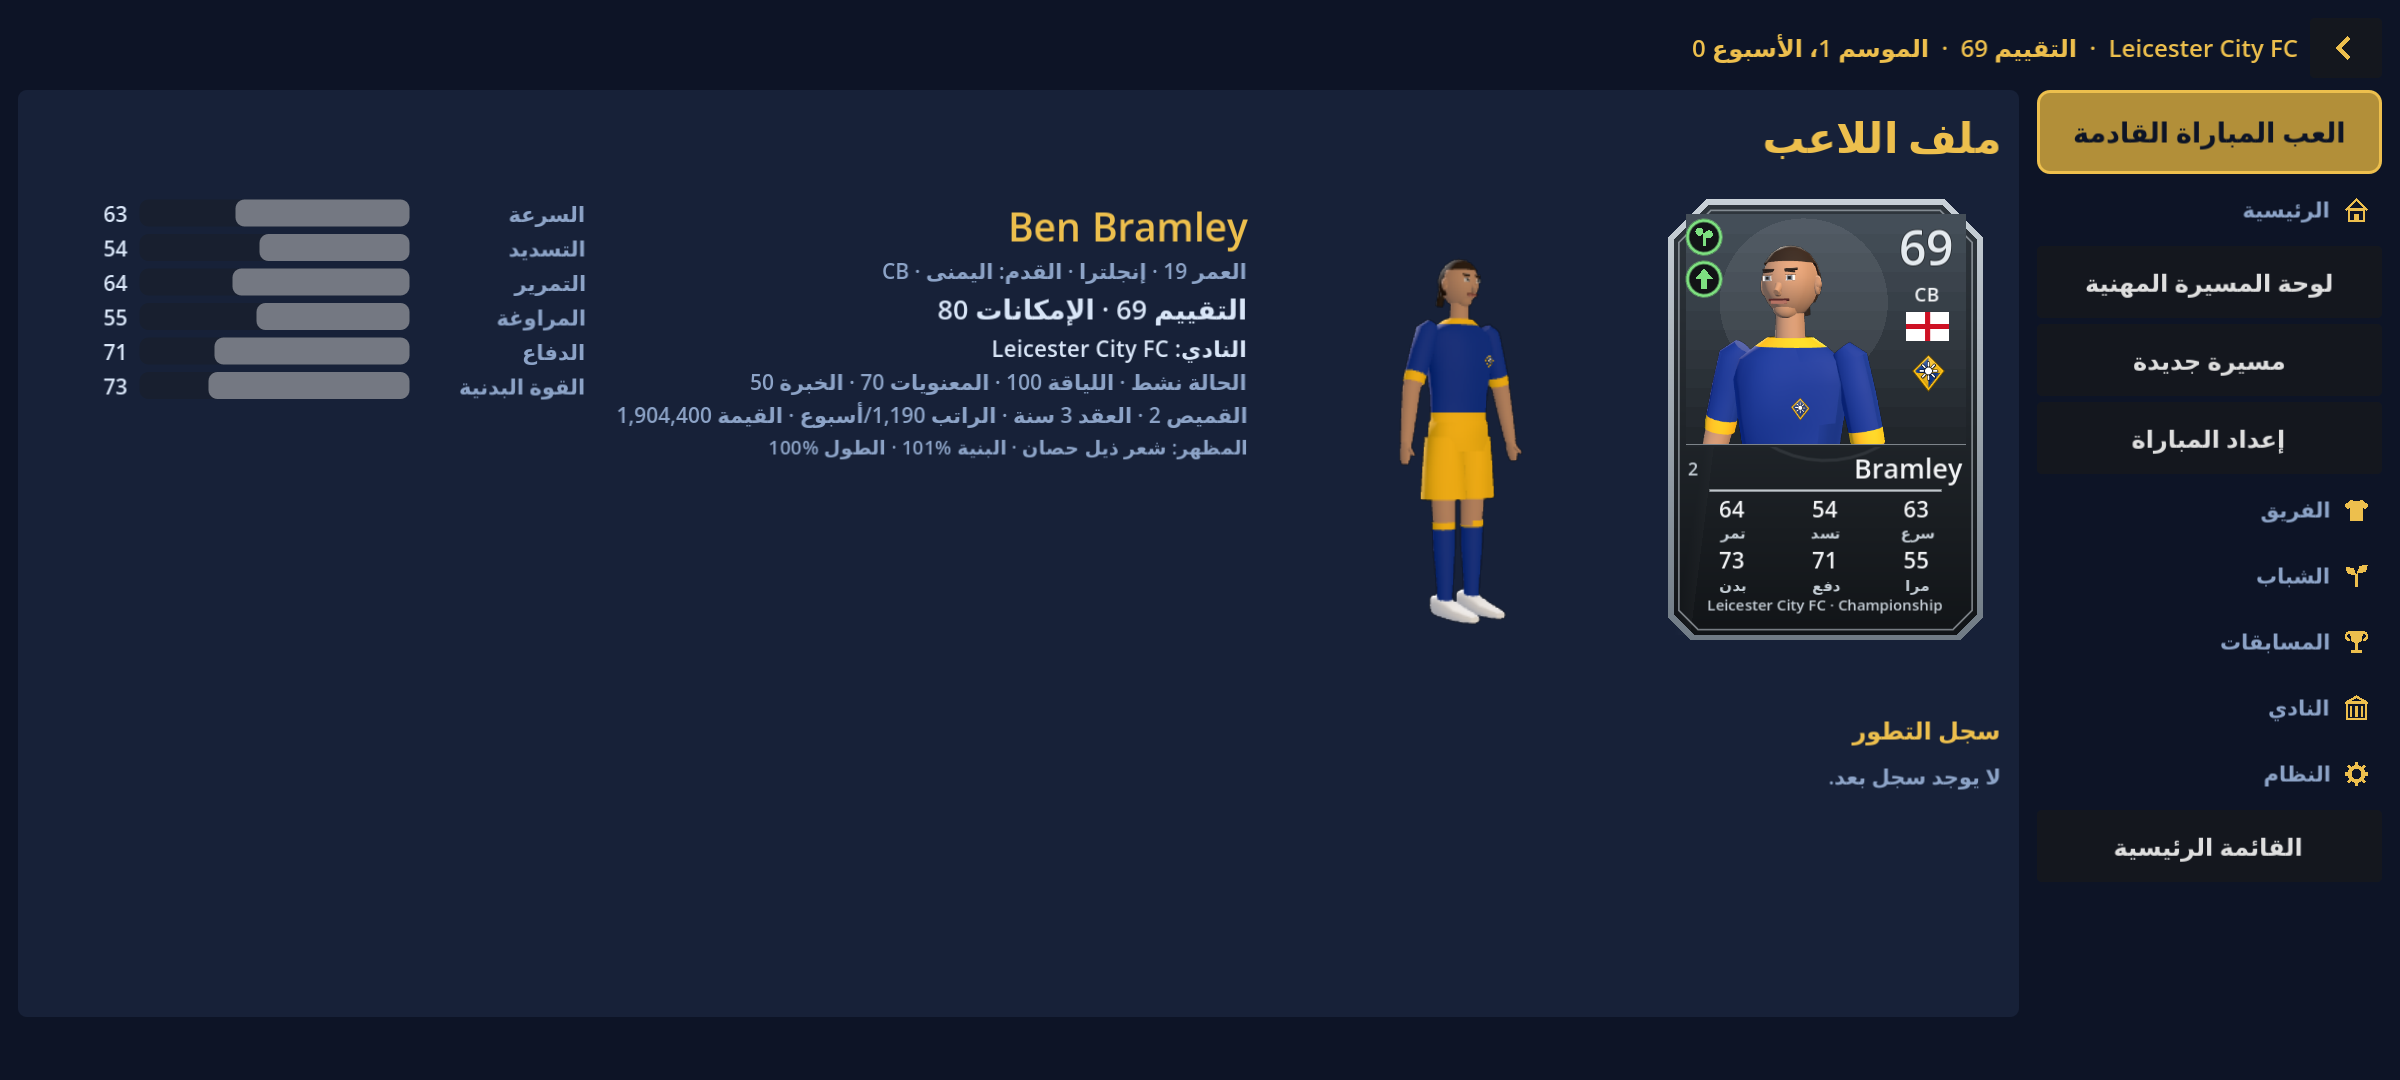 Leicester City FC · التقييم 69 · الموسم 1، الأسبوع 0
العب المباراة القادمة
الرئيسية
لوحة المسيرة المهنية
مسيرة جديدة
إعداد المباراة
الفريق
الشباب
المسابقات
النادي
النظام
القائمة الرئيسية
ملف اللاعب
69
CB
Bramley
2
63 54 64
سرع تسد تمر
55 71 73
مرا دفع بدن
Leicester City FC · Championship
Ben Bramley
العمر 19 · إنجلترا · القدم: اليمنى · CB
التقييم 69 · الإمكانات 80
النادي: Leicester City FC
الحالة نشط · اللياقة 100 · المعنويات 70 · الخبرة 50
القميص 2 · العقد 3 سنة · الراتب 1,190/أسبوع · القيمة 1,904,400
المظهر: شعر ذيل حصان · البنية 101% · الطول 100%
السرعة 63
التسديد 54
التمرير 64
المراوغة 55
الدفاع 71
القوة البدنية 73
سجل التطور
لا يوجد سجل بعد.